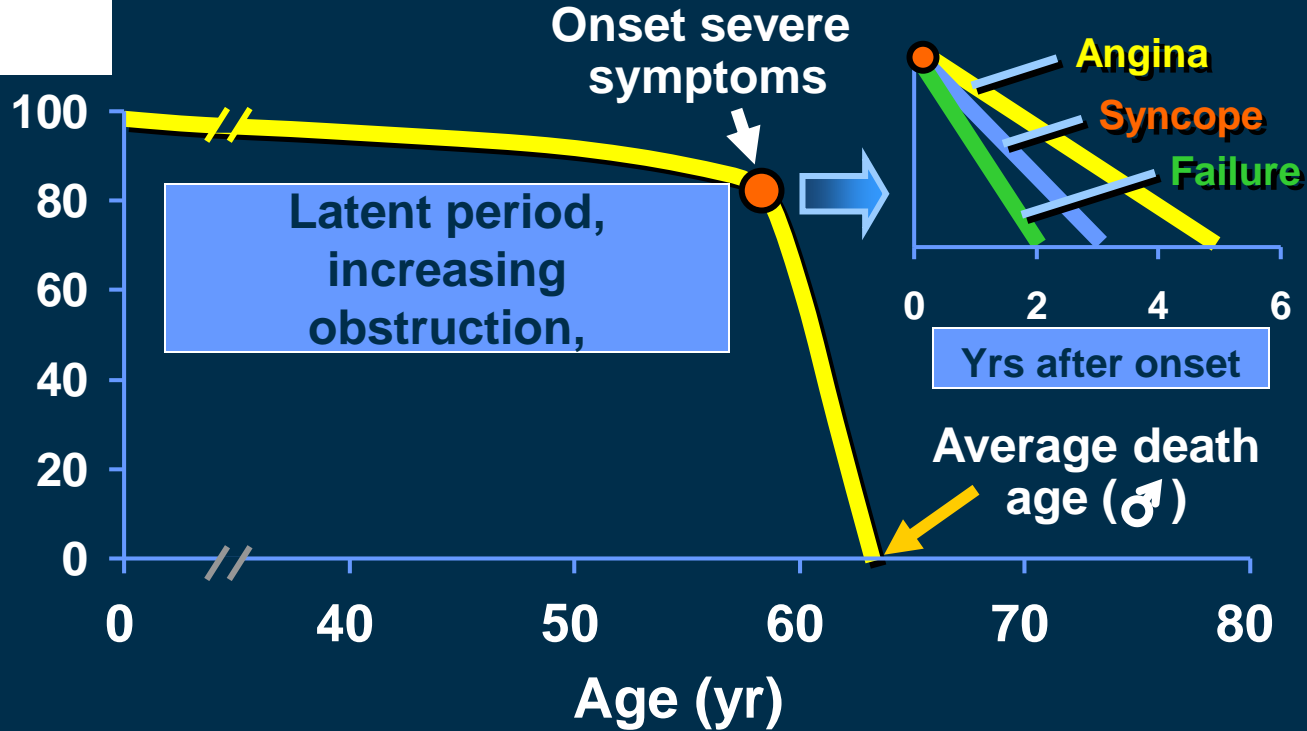 Onset severe
symptoms
Angina
Syncope
Failure
100
80
60
40
20
0
Latent period,
increasing
obstruction,
0 2 4 6
Yrs after onset
Average death
age (♂)
0 40 50 60 70 80
Age (yr)